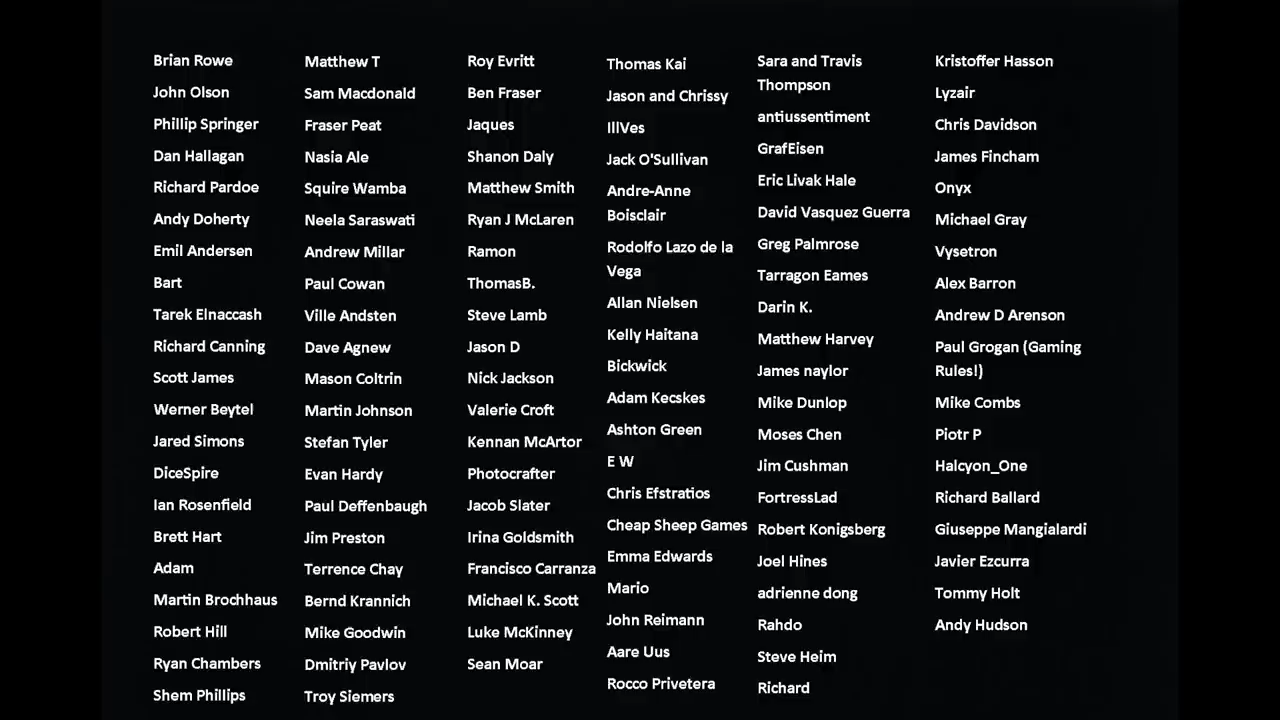 Brian Rowe
John Olson
Phillip Springer
Dan Hallagan
Richard Pardoe
Andy Doherty
Emil Andersen
Bart
Tarek Elnaccash
Richard Canning
Scott James
Werner Beytel
Jared Simons
DiceSpire
Ian Rosenfield
Brett Hart
Adam
Martin Brochhaus
Robert Hill
Ryan Chambers
Shem Phillips
Matthew T
Sam Macdonald
Fraser Peat
Nasia Ale
Squire Wamba
Neela Saraswati
Andrew Millar
Paul Cowan
Ville Andsten
Dave Agnew
Mason Coltrin
Martin Johnson
Stefan Tyler
Evan Hardy
Paul Deffenbaugh
Jim Preston
Terrence Chay
Bernd Krannich
Mike Goodwin
Dmitriy Pavlov
Troy Siemers
Roy Evritt
Ben Fraser
Jaques
Shanon Daly
Matthew Smith
Ryan J McLaren
Ramon
ThomasB.
Steve Lamb
Jason D
Nick Jackson
Valerie Croft
Kennan McArtor
Photocrafter
Jacob Slater
Irina Goldsmith
Francisco Carranza
Michael K. Scott
Luke McKinney
Sean Moar
Thomas Kai
Jason and Chrissy
IllVes
Jack O'Sullivan
Andre-Anne
Boisclair
Rodolfo Lazo de la
Vega
Allan Nielsen
Kelly Haitana
Bickwick
Adam Kecskes
Ashton Green
E W
Chris Efstratios
Cheap Sheep Games
Emma Edwards
Mario
John Reimann
Aare Uus
Rocco Privetera
Sara and Travis
Thompson
antiussentiment
GrafEisen
Eric Livak Hale
David Vasquez Guerra
Greg Palmrose
Tarragon Eames
Darin K.
Matthew Harvey
James naylor
Mike Dunlop
Moses Chen
Jim Cushman
FortressLad
Robert Konigsberg
Joel Hines
adrienne dong
Rahdo
Steve Heim
Richard
Kristoffer Hasson
Lyzair
Chris Davidson
James Fincham
Onyx
Michael Gray
Vysetron
Alex Barron
Andrew D Arenson
Paul Grogan (Gaming
Rules!)
Mike Combs
Piotr P
Halcyon_One
Richard Ballard
Giuseppe Mangialardi
Javier Ezcurra
Tommy Holt
Andy Hudson